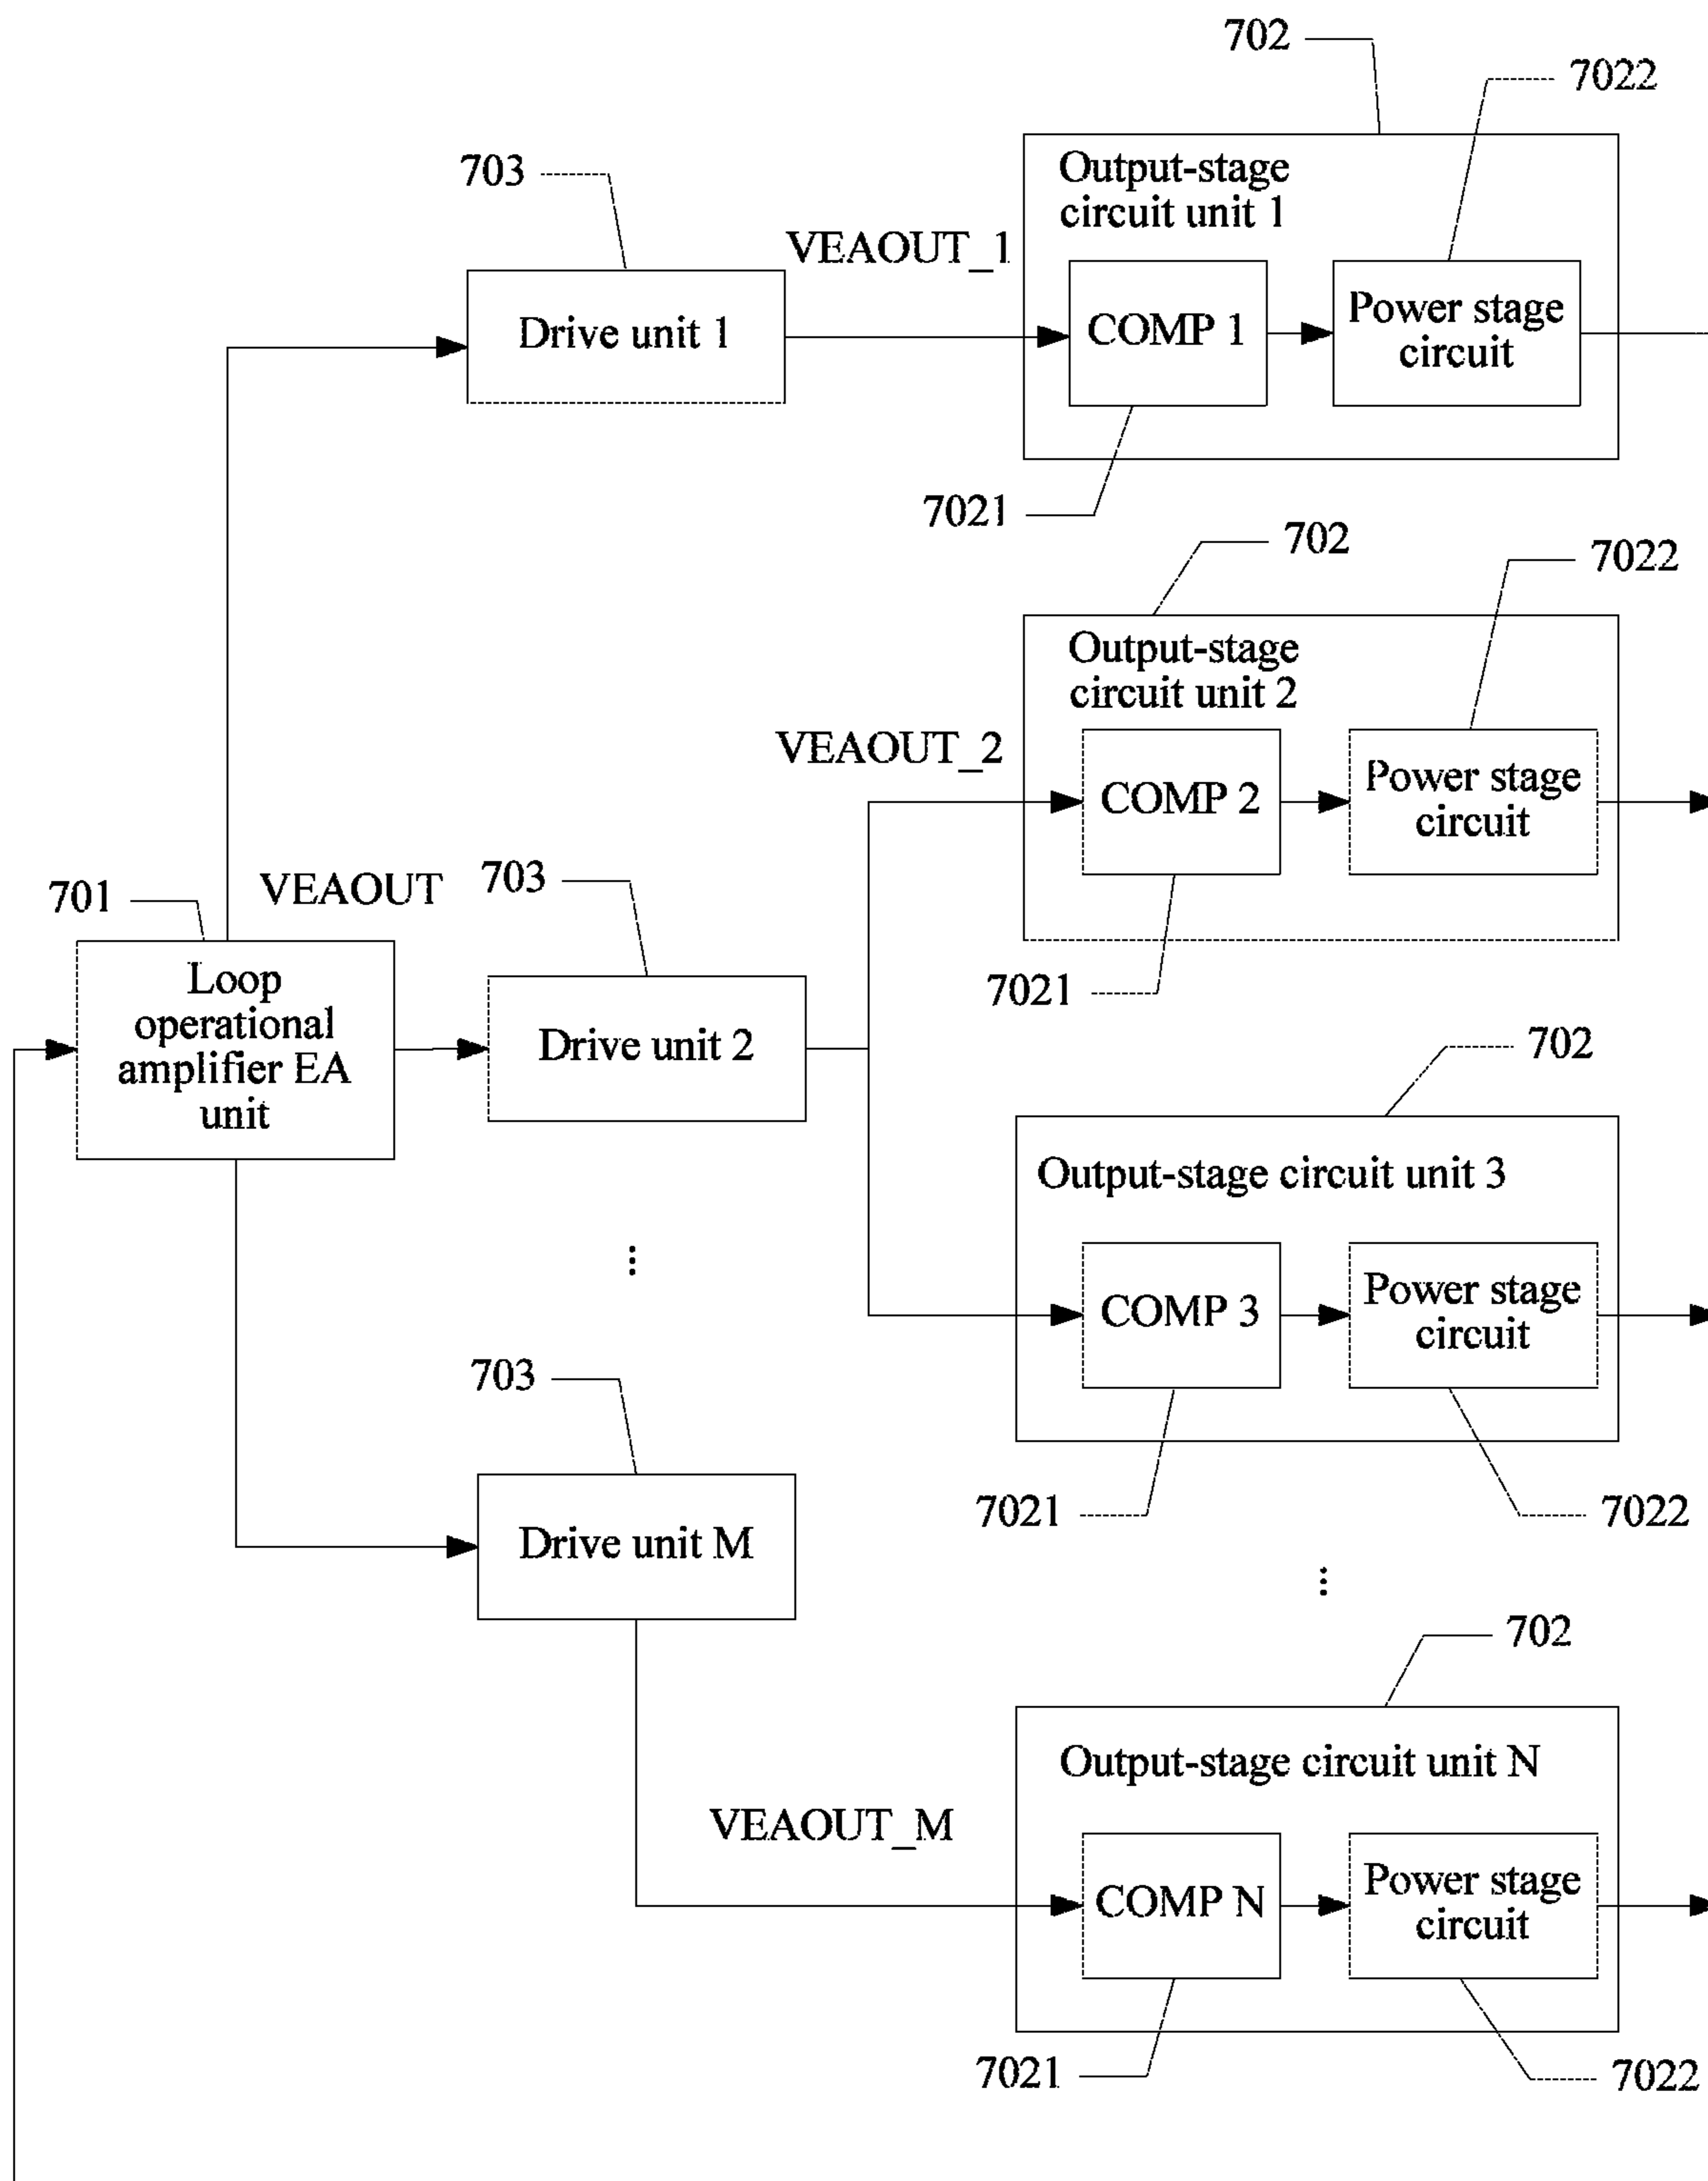 702
7022
703
Output-stage
circuit unit 1
VEAOUT_1
Drive unit 1
COMP 1
Power stage
circuit
7021
702
7022
Output-stage
circuit unit 2
VEAOUT_2
COMP 2
Power stage
circuit
701
VEAOUT
703
7021
Loop
operational
amplifier EA
unit
Drive unit 2
702
Output-stage circuit unit 3
...
COMP 3
Power stage
circuit
703
7021
7022
Drive unit M
...
702
Output-stage circuit unit N
VEAOUT_M
COMP N
Power stage
circuit
7021
7022